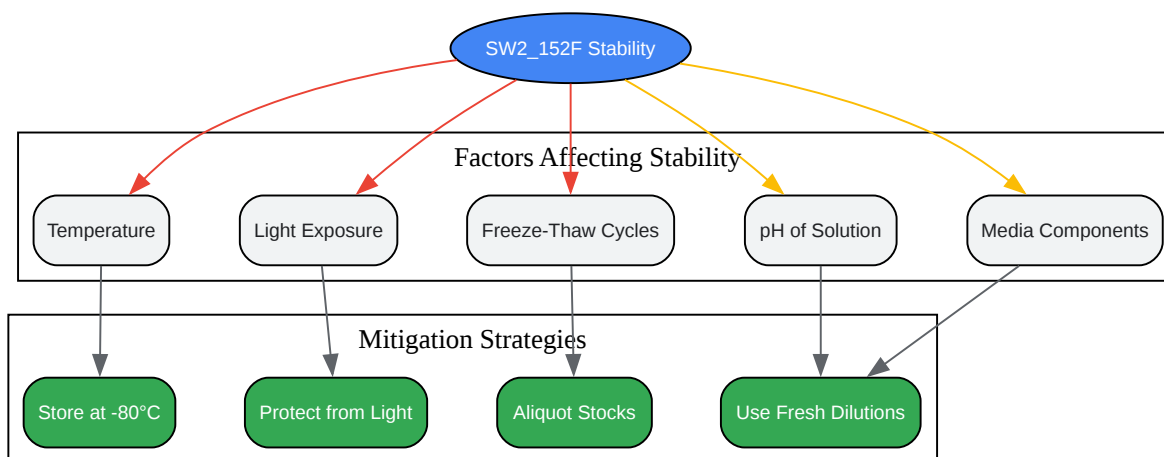 SW2_152F Stability
Factors Affecting Stability
Temperature
Light Exposure
Freeze-Thaw Cycles
pH of Solution
Media Components
Mitigation Strategies
Store at -80°C
Protect from Light
Aliquot Stocks
Use Fresh Dilutions